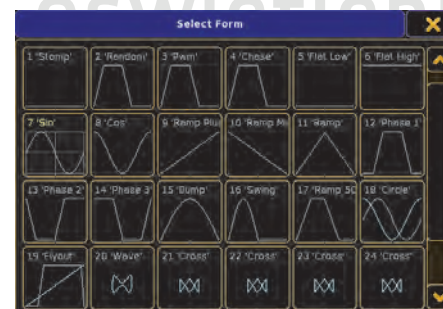 Select Form
1 'Stomp' 2 'Random' 3 'Pwm' 4 'Chase' 5 'Flat Low' 6 'Flat High'
7 'Sin' 8 'Cos' 9 'Ramp Plu 10 'Ramp Mi 11 'Ramp' 12 'Phase 1'
13 'Phase 2' 14 'Phase 3' 15 'Bump' 16 'Swing' 17 'Ramp 50 18 'Circle'
19 'Flyout' 20 'Wave' 21 'Cross' 22 'Cross' 23 'Cross' 24 'Cross'